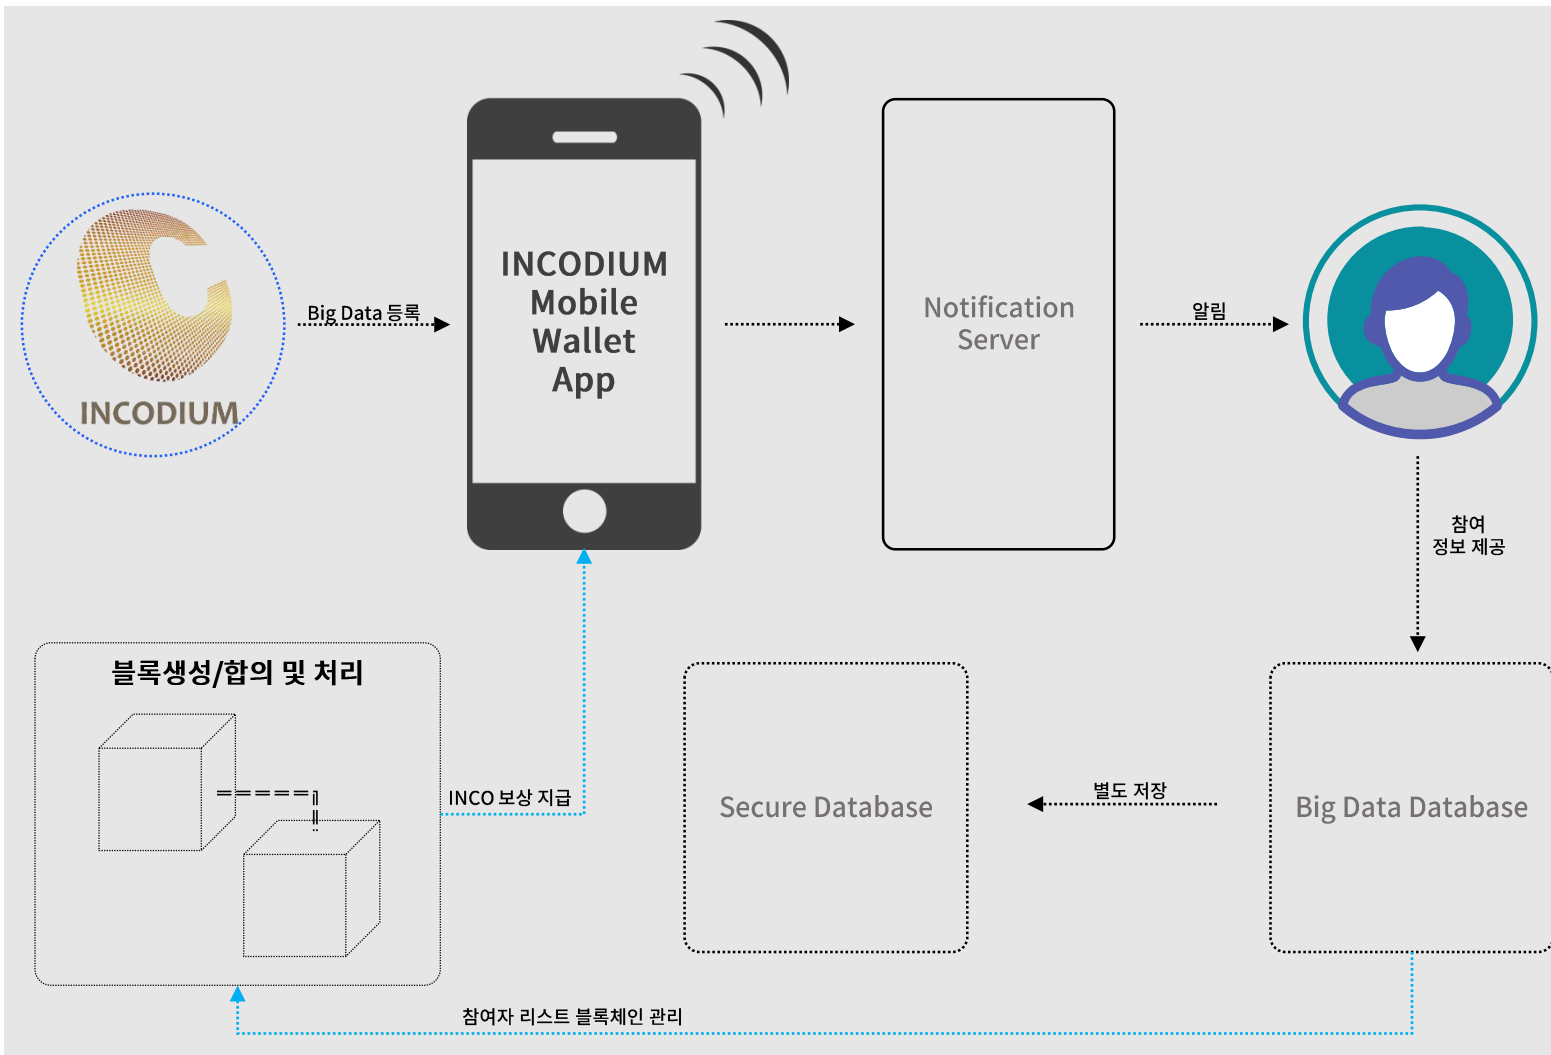 INCODIUM
Big Data 등록
INCODIUM
Mobile
Wallet
App
Notification
Server
알림
참여
정보 제공
블록생성/합의 및 처리
INCO 보상 지급
Secure Database
별도 저장
Big Data Database
참여자 리스트 블록체인 관리